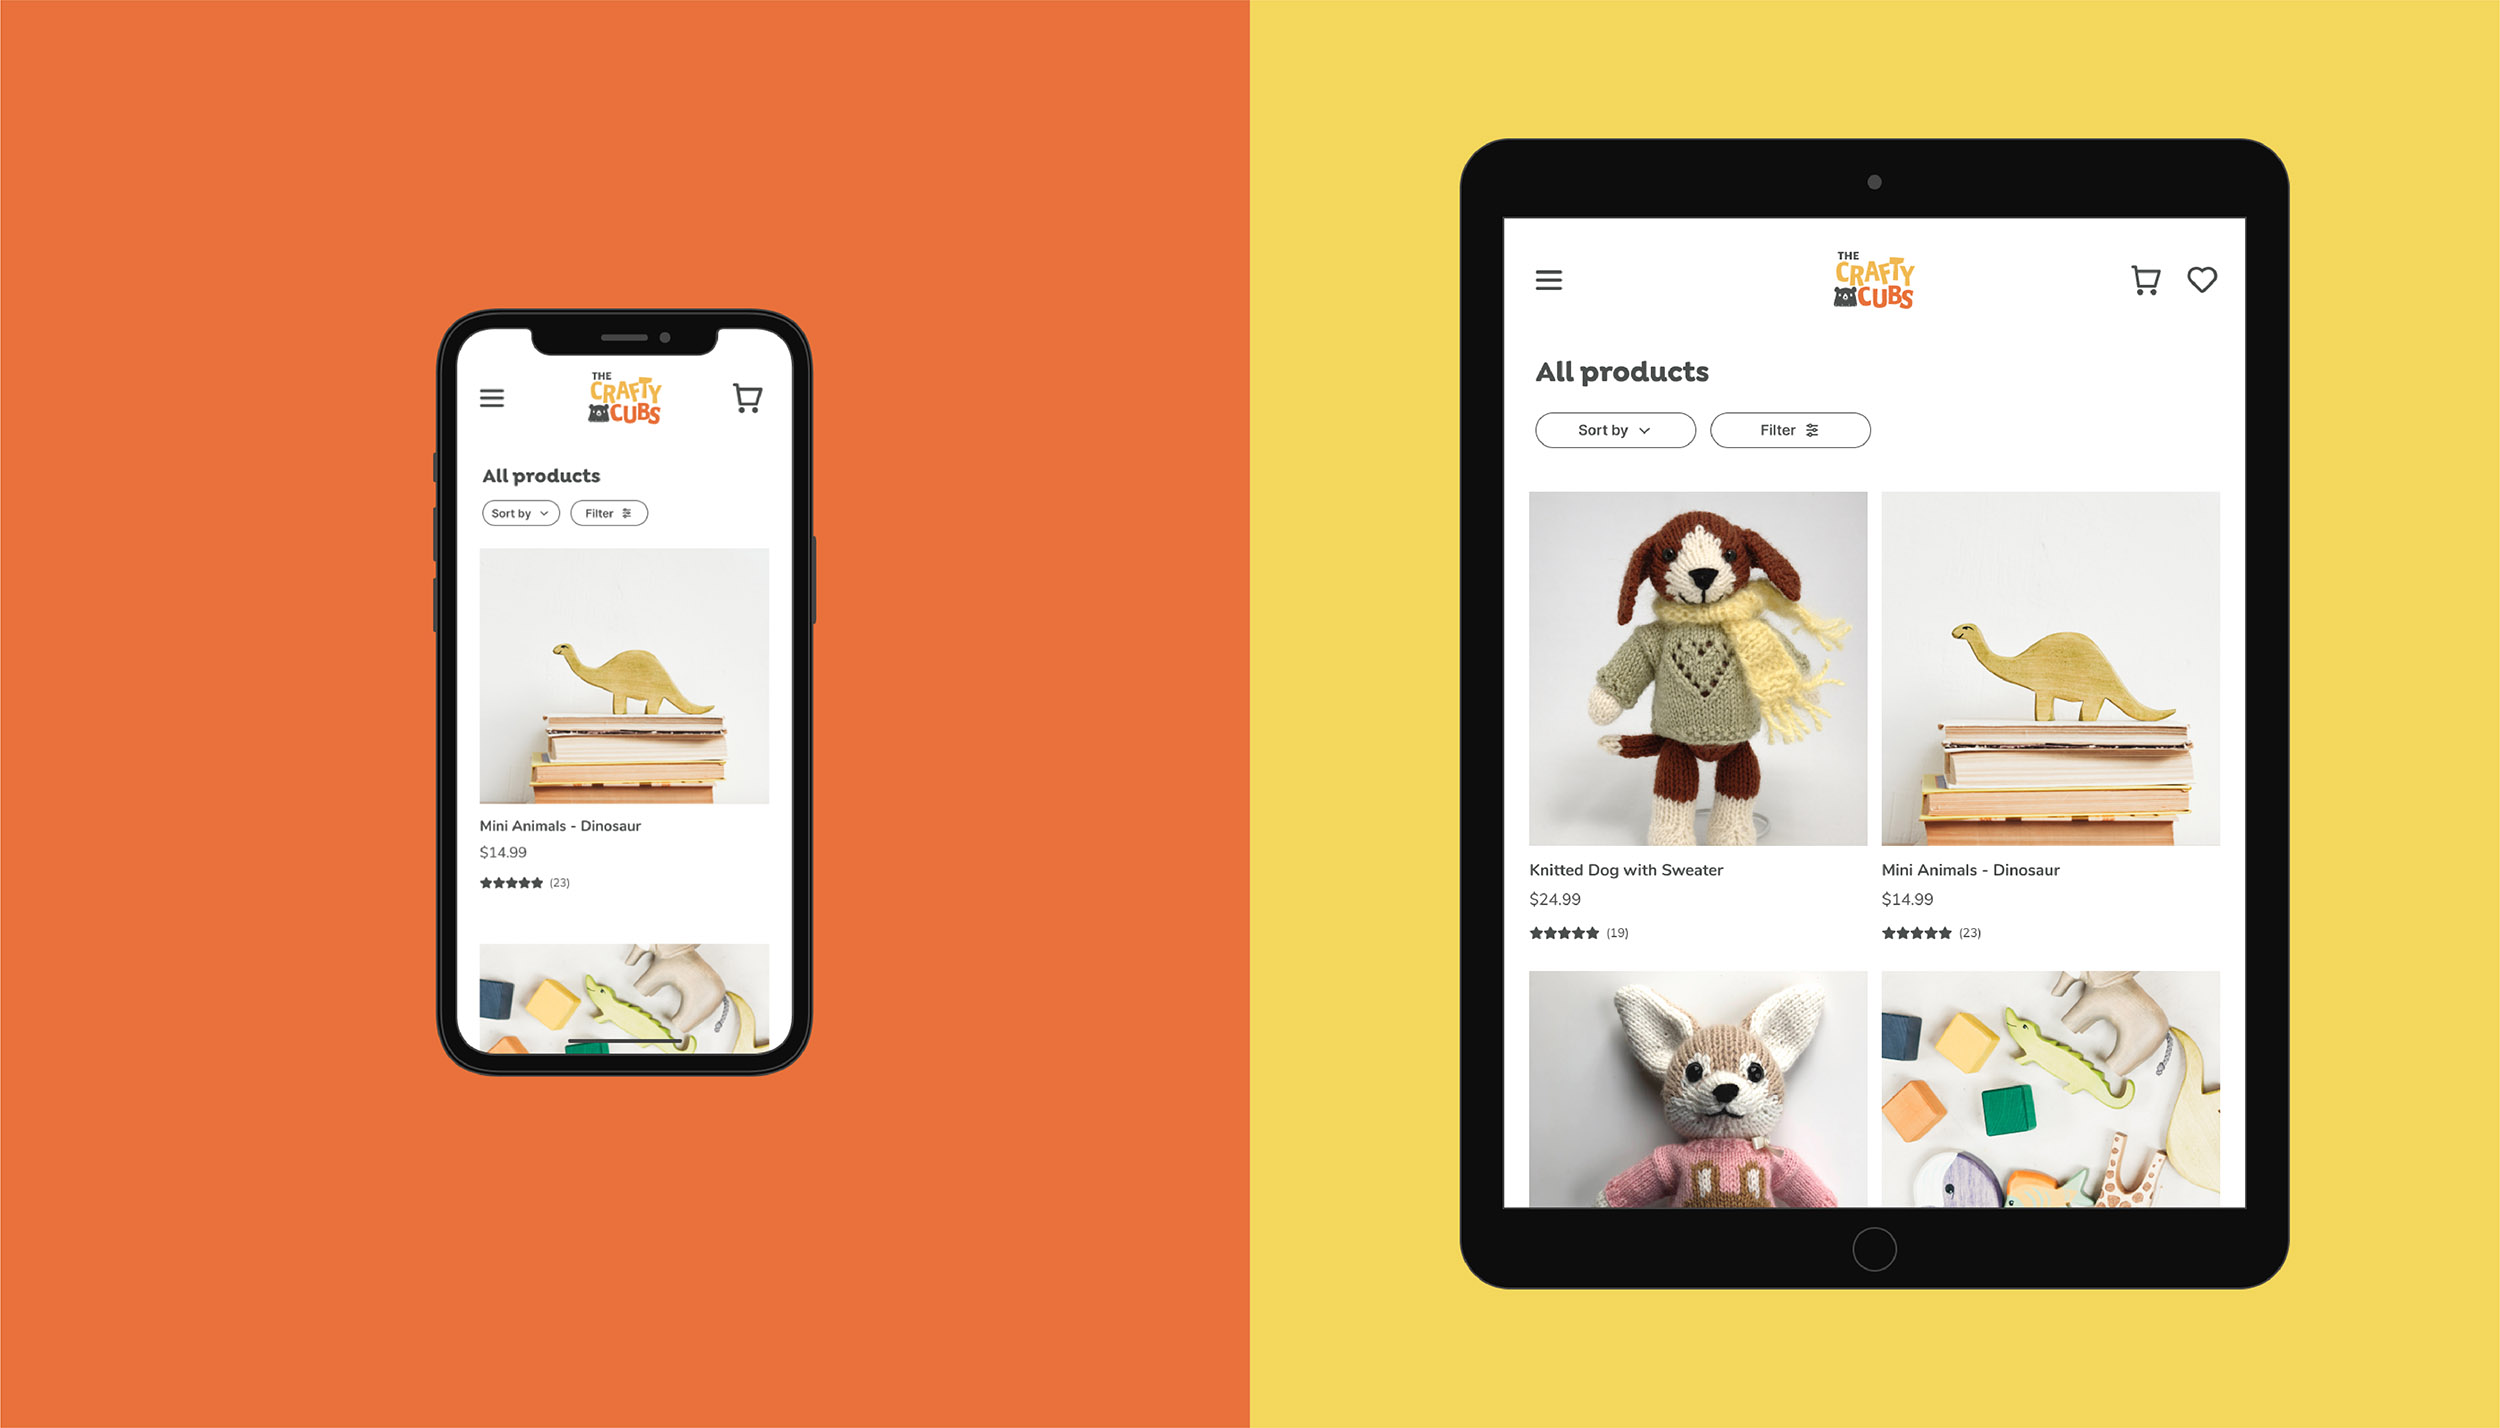 THE
CRAFTY
CUBS
All products
Sort by
Filter
Mini Animals - Dinosaur
$14.99
(23)
THE
CRAFTY
CUBS
All products
Sort by
Filter
Knitted Dog with Sweater
$24.99
(19)
Mini Animals - Dinosaur
$14.99
(23)